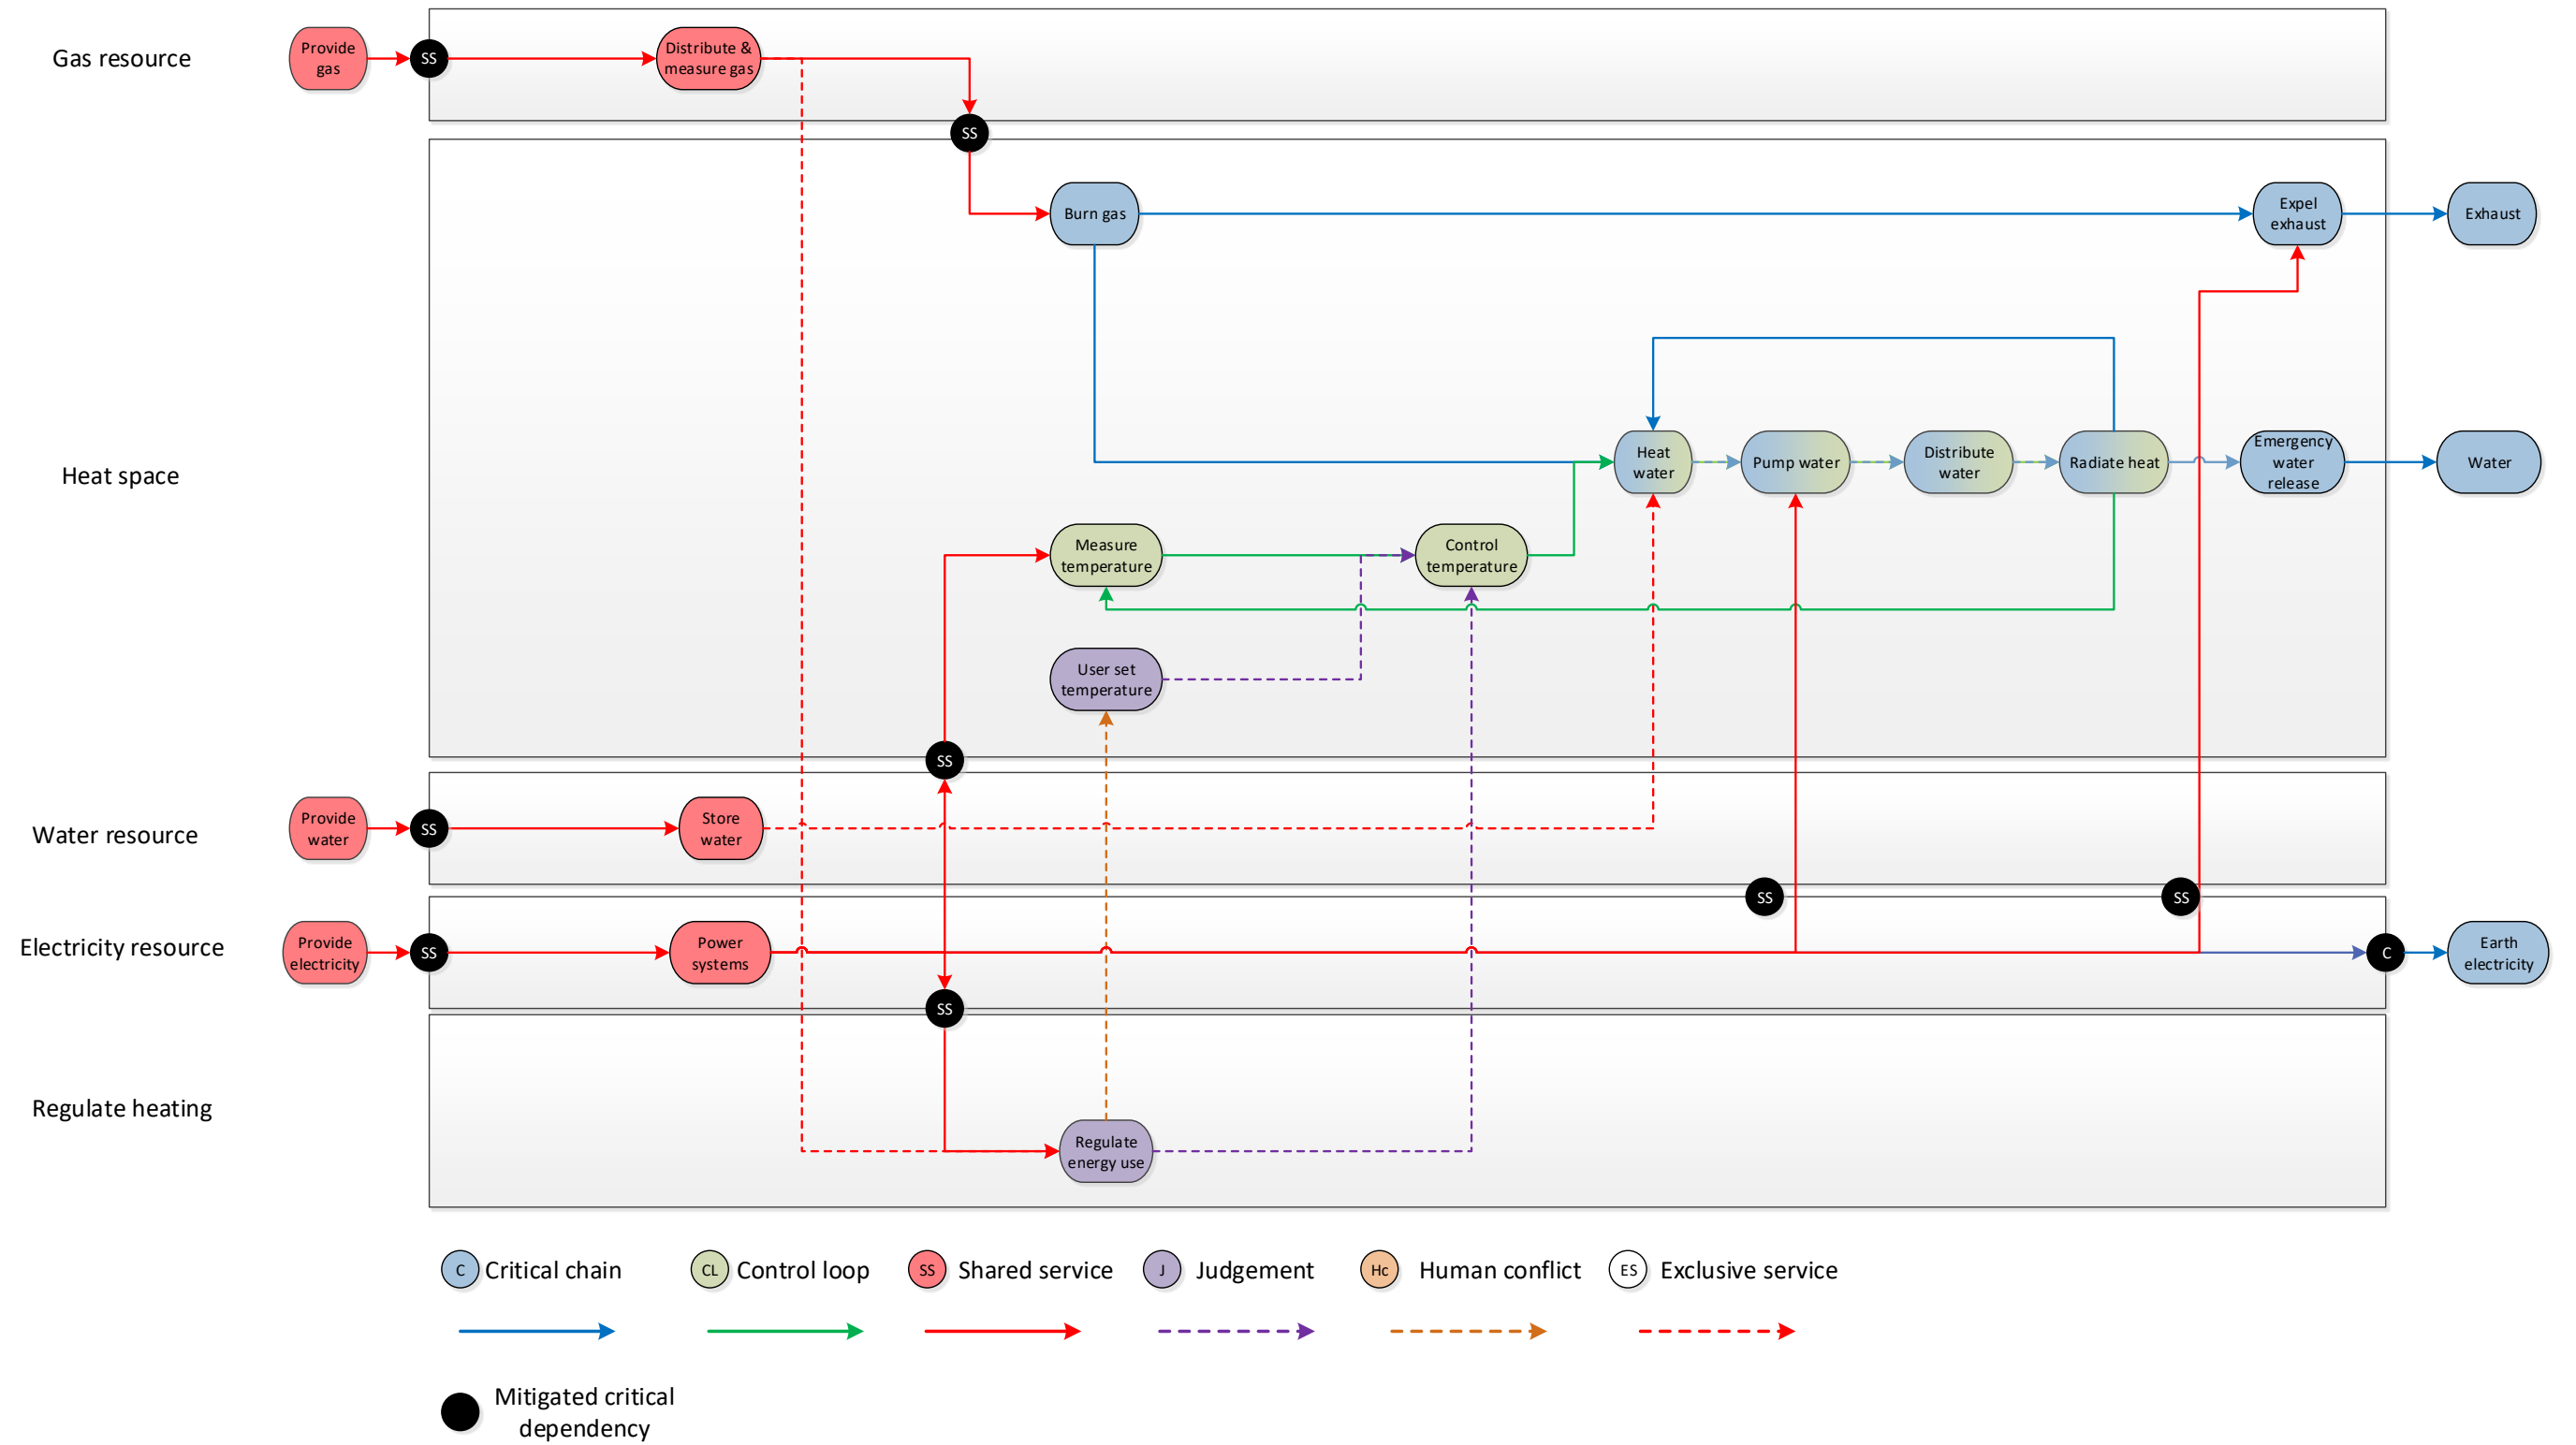 Gas resource
Provide
gas
SS
Distribute &
measure gas
SS
Heat space
Burn gas
Expel
exhaust
Exhaust
Heat
water
Pump water
Distribute
water
Radiate heat
Emergency
water
release
Water
Measure
temperature
Control
temperature
User set
temperature
SS
Water resource
Provide
water
SS
Store
water
SS
SS
Electricity resource
Provide
electricity
SS
Power
systems
C
Earth
electricity
SS
Regulate heating
Regulate
energy use
C Critical chain
CL Control loop
SS Shared service
J Judgement
Hc Human conflict
ES Exclusive service
Mitigated critical
dependency